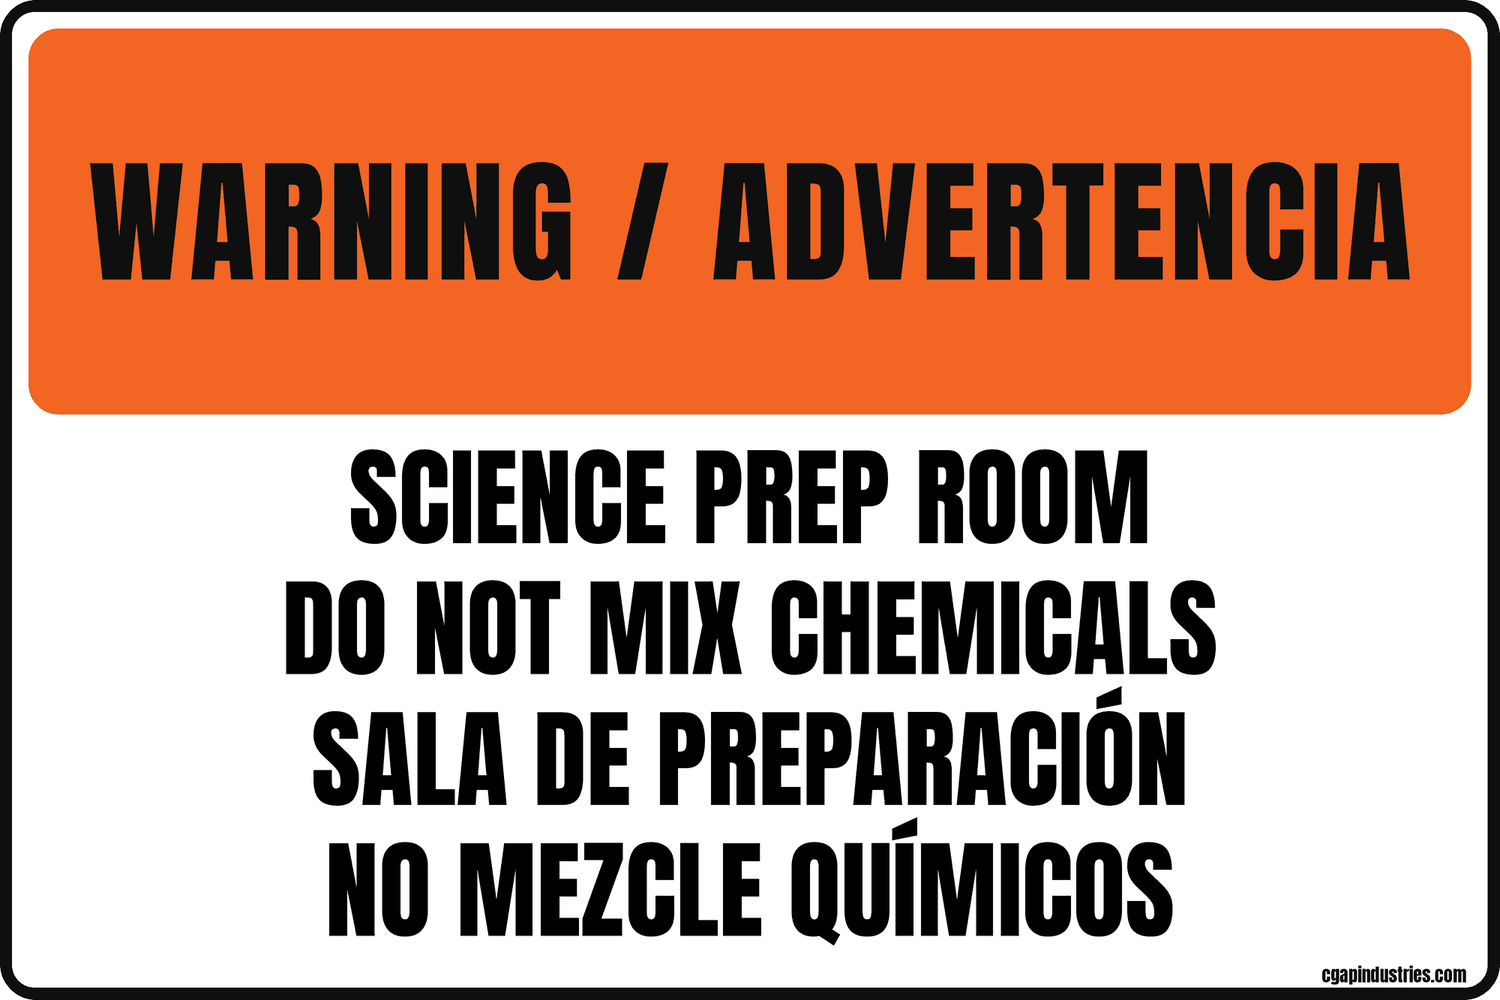 WARNING / ADVERTENCIA
SCIENCE PREP ROOM
DO NOT MIX CHEMICALS
SALA DE PREPARACIÓN
NO MEZCLE QUÍMICOS
cgapindustries.com